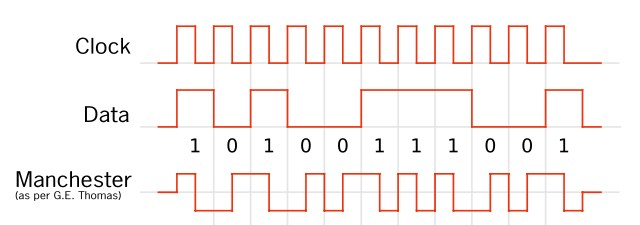 Clock
Data
1 0 1 0 0 1 1 1 0 0 1
Manchester
(as per G.E. Thomas)